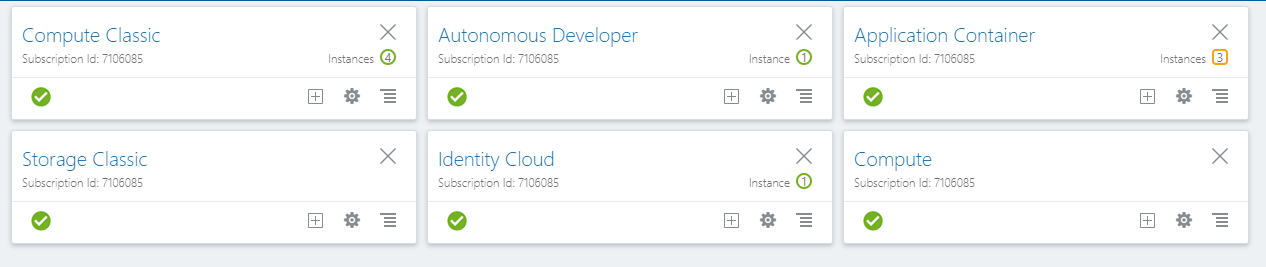 Compute Classic
Subscription Id: 7106085
Instances 4
Autonomous Developer
Subscription Id: 7106085
Instance 1
Application Container
Subscription Id: 7106085
Instances 3
Storage Classic
Subscription Id: 7106085
Identity Cloud
Subscription Id: 7106085
Instance 1
Compute
Subscription Id: 7106085